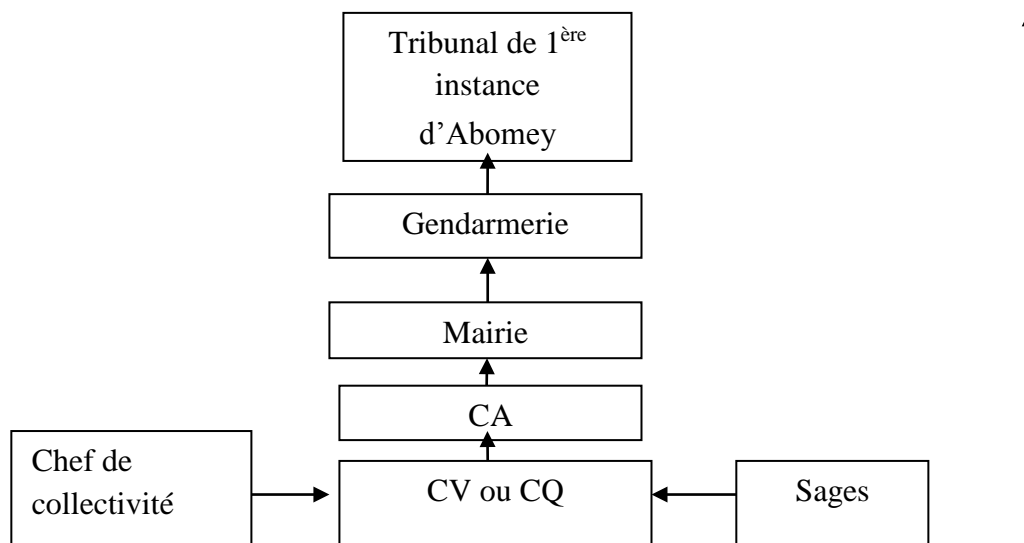 Tribunal de 1ère
instance
d’Abomey
Gendarmerie
Mairie
CA
Chef de
collectivité
CV ou CQ
Sages